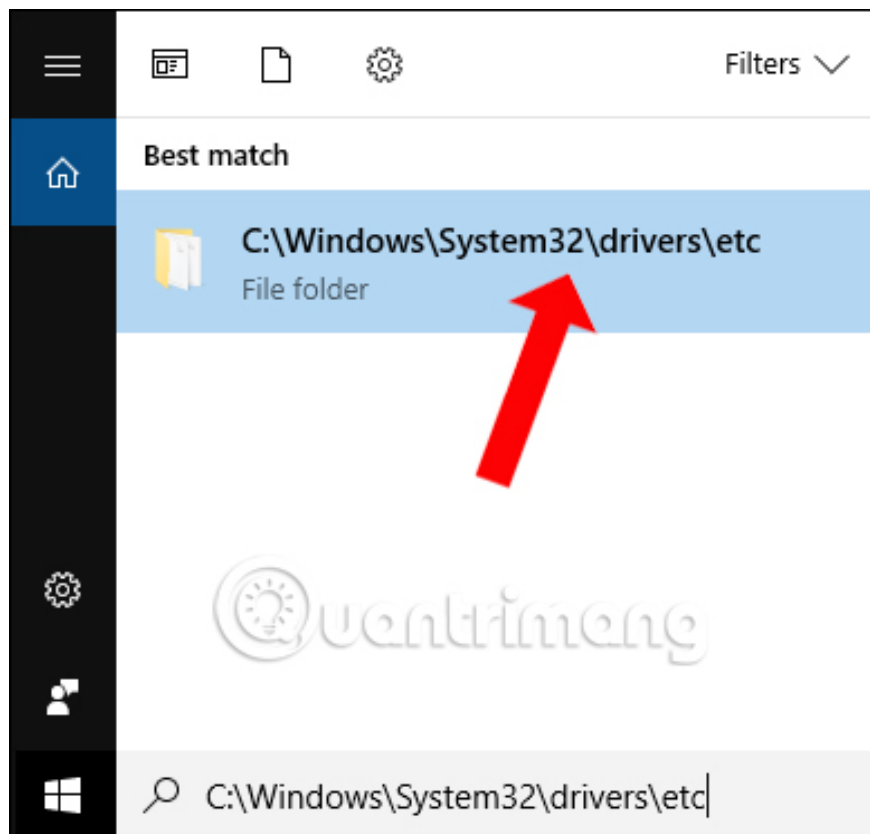 Filters
Best match
C:\Windows\System32\drivers\etc
File folder
Quantrimang
C:\Windows\System32\drivers\etc